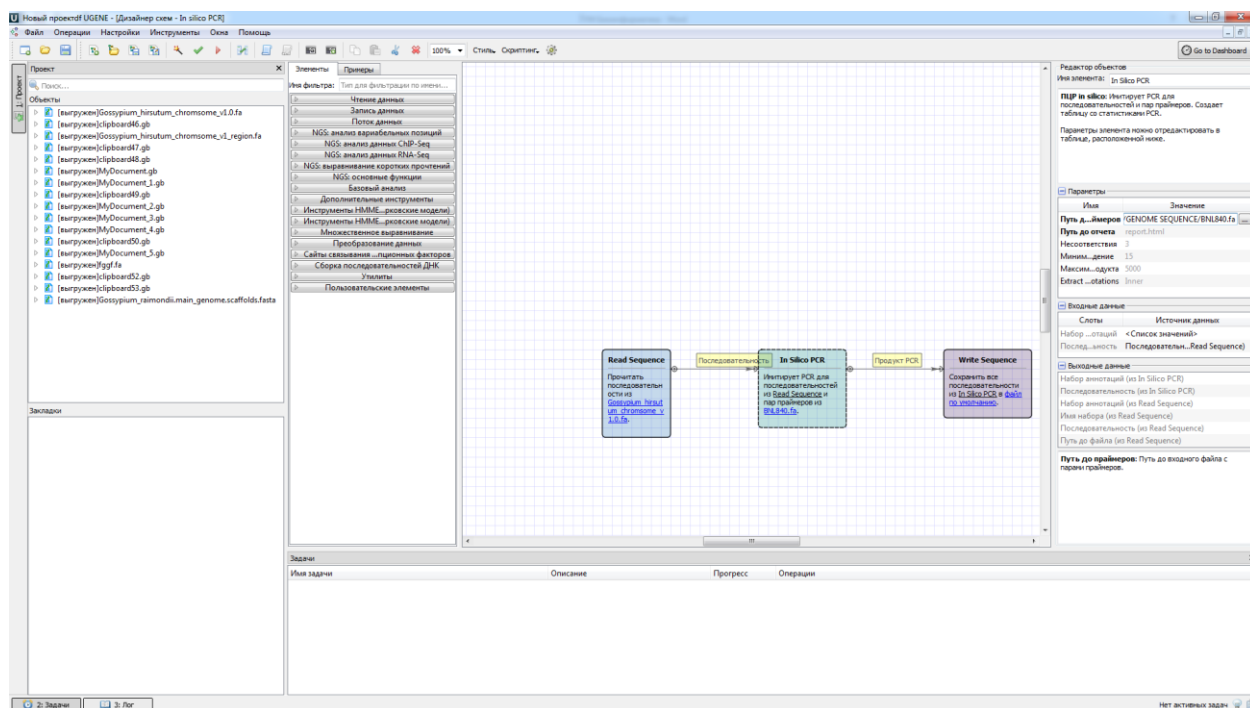 Новый проектdf UGENE - [Дизайнер схем - In silico PCR]
Файл Операции Настройки Инструменты Окна Помощь
100% Стиль Скриптинг Go to Dashboard
1: Проект
Проект
Поиск...
Объекты
[выгружен]Gossypium_hirsutum_chromsome_v1.0.fa
[выгружен]clipboard46.gb
[выгружен]Gossypium_hirsutum_chromsome_v1_region.fa
[выгружен]clipboard47.gb
[выгружен]clipboard48.gb
[выгружен]MyDocument.gb
[выгружен]MyDocument_1.gb
[выгружен]clipboard49.gb
[выгружен]MyDocument_2.gb
[выгружен]MyDocument_3.gb
[выгружен]MyDocument_4.gb
[выгружен]clipboard50.gb
[выгружен]MyDocument_5.gb
[выгружен]fggf.fa
[выгружен]clipboard52.gb
[выгружен]clipboard53.gb
[выгружен]Gossypium_raimondii.main_genome.scaffolds.fasta
Закладки
Элементы Примеры
Имя фильтра: Тип для фильтрации по имени...
Чтение данных
Запись данных
Поток данных
NGS: анализ вариабельных позиций
NGS: анализ данных ChIP-Seq
NGS: анализ данных RNA-Seq
NGS: выравнивание коротких прочтений
NGS: основные функции
Базовый анализ
Дополнительные инструменты
Инструменты HMME...рковские модели)
Инструменты HMME...рковские модели)
Множественное выравнивание
Преобразование данных
Сайты связывания ...пционных факторов
Сборка последовательностей ДНК
Утилиты
Пользовательские элементы
Read Sequence
Прочитать
последовательн
ости из
Gossypium_hirsut
um_chromsome_v
1.0.fa.
Последовательность
In Silico PCR
Имитирует PCR для
последовательностей
из Read Sequence и
пар праймеров из
BNL840.fa.
Продукт PCR
Write Sequence
Сохранить все
последовательности
из In Silico PCR в файл
по умолчанию.
Редактор объектов
Имя элемента: In Silico PCR
ПЦР in silico: Имитирует PCR для
последовательностей и пар праймеров. Создает
таблицу со статистиками PCR.
Параметры элемента можно отредактировать в
таблице, расположенной ниже.
Параметры
Имя Значение
Путь д...ймеров /GENOME SEQUENCE/BNL840.fa ...
Путь до отчета report.html
Несоответствия 3
Миним...дение 15
Максим...одукта 5000
Extract ...otations Inner
Входные данные
Слоты Источник данных
Набор ...отаций <Список значений>
Послед...ьность Последовательн...Read Sequence)
Выходные данные
Набор аннотаций (из In Silico PCR)
Последовательность (из In Silico PCR)
Набор аннотаций (из Read Sequence)
Имя набора (из Read Sequence)
Последовательность (из Read Sequence)
Путь до файла (из Read Sequence)
Путь до праймеров: Путь до входного файла с
парами праймеров.
Задачи
Имя задачи Описание Прогресс Операции
2: Задачи 3: Лог Нет активных задач